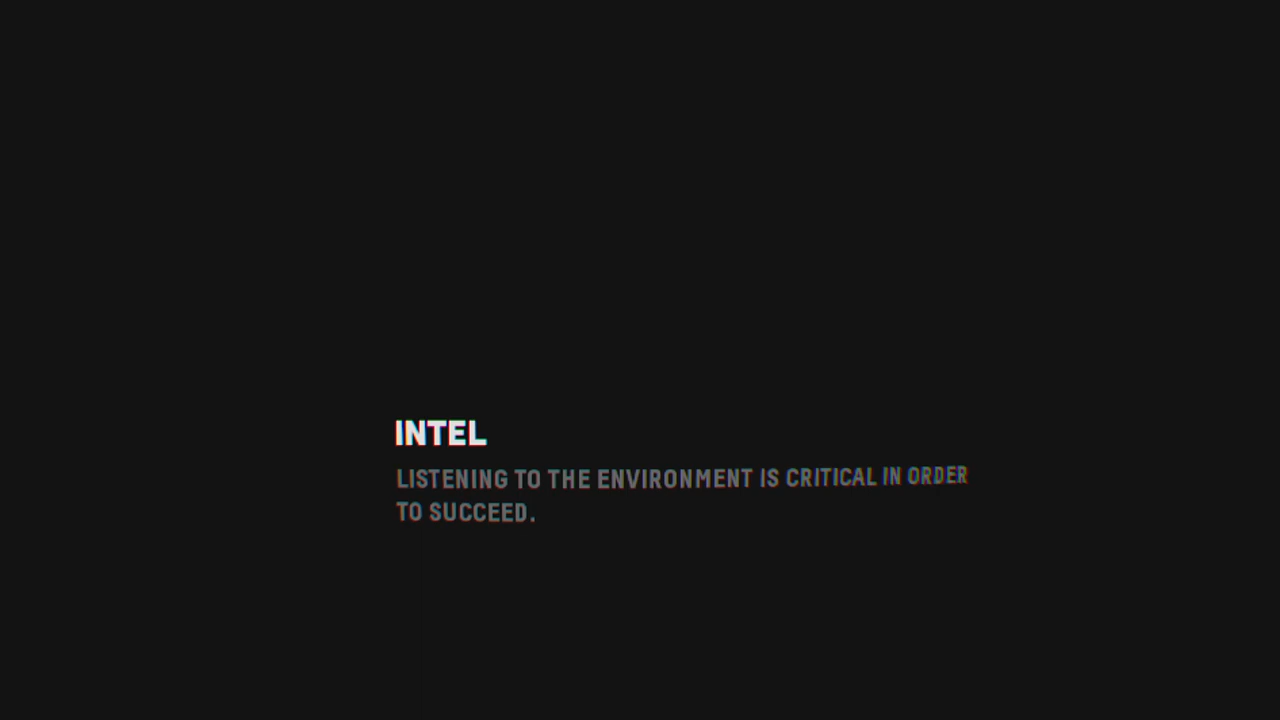 INTEL
LISTENING TO THE ENVIRONMENT IS CRITICAL IN ORDER
TO SUCCEED.